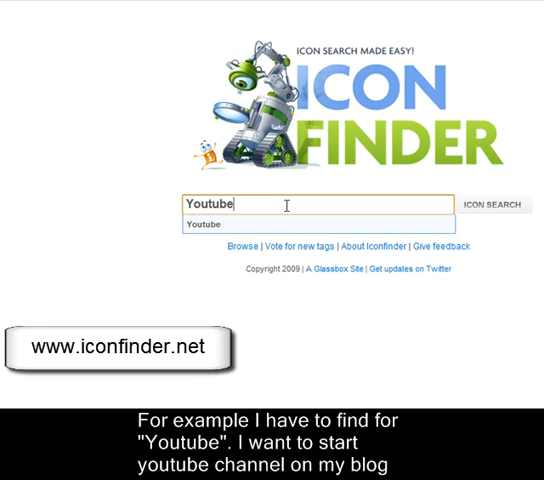 ICON SEARCH MADE EASY!
ICON
FINDER
Youtube ICON SEARCH
Youtube
Browse | Vote for new tags | About Iconfinder | Give feedback
Copyright 2009 | A Glassbox Site | Get updates on Twitter
www.iconfinder.net
For example I have to find for
"Youtube". I want to start
youtube channel on my blog